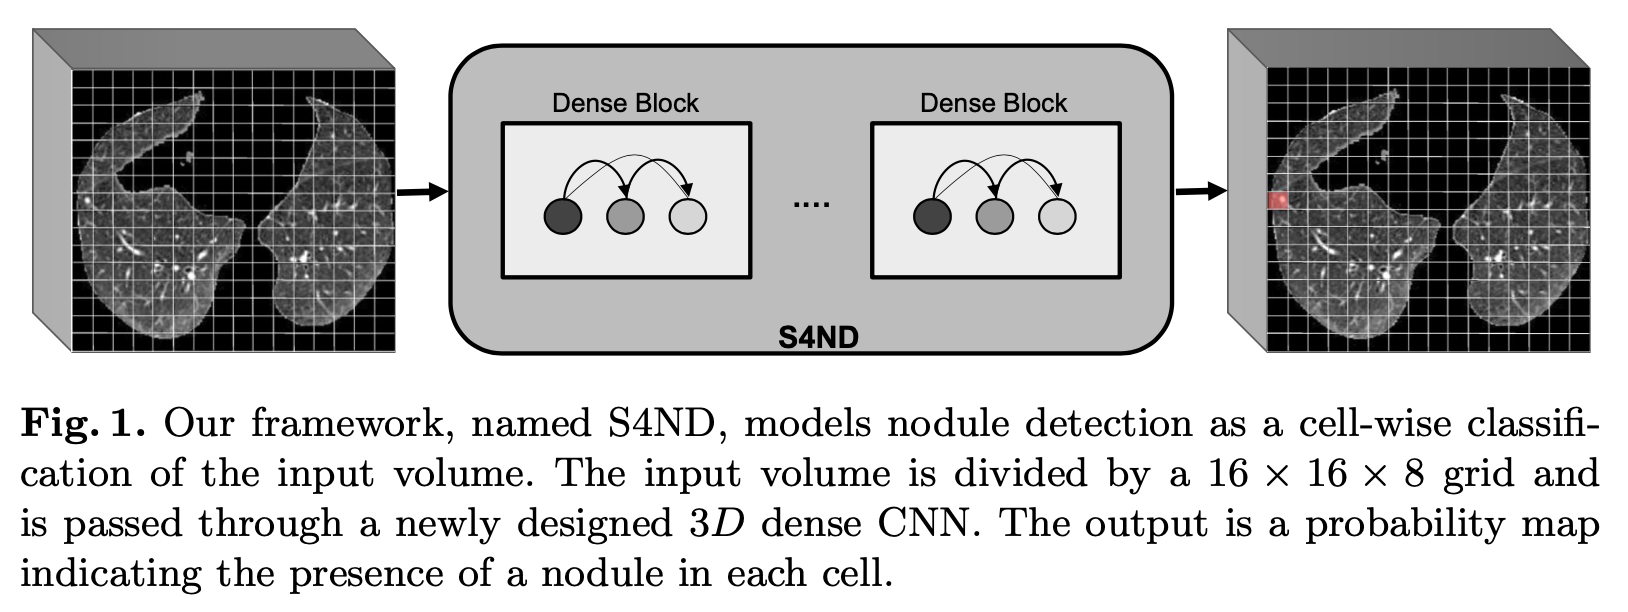 Dense Block
Dense Block
....
S4ND
Fig. 1. Our framework, named S4ND, models nodule detection as a cell-wise classifi-
cation of the input volume. The input volume is divided by a 16 × 16 × 8 grid and
is passed through a newly designed 3D dense CNN. The output is a probability map
indicating the presence of a nodule in each cell.